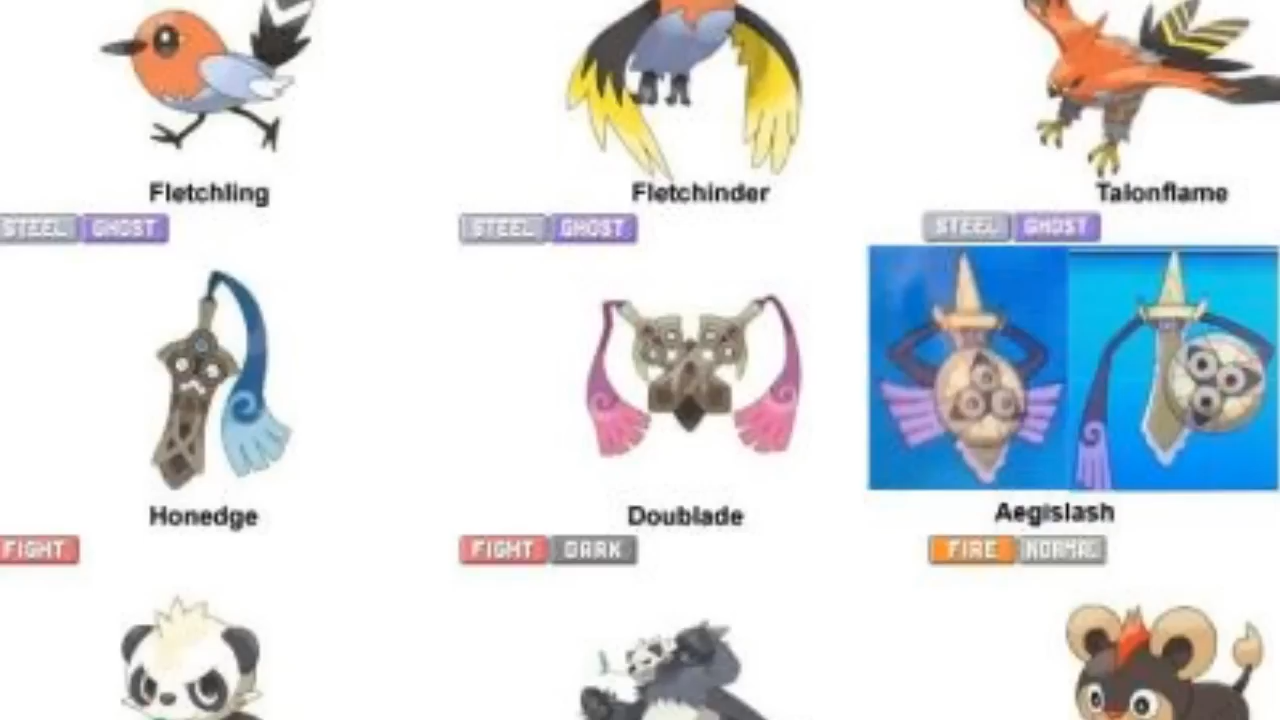 Fletchling Fletchinder Talonflame
STEEL GHOST STEEL GHOST STEEL GHOST
Honedge Doublade Aegislash
FIGHT FIGHT DARK FIRE NORMAL